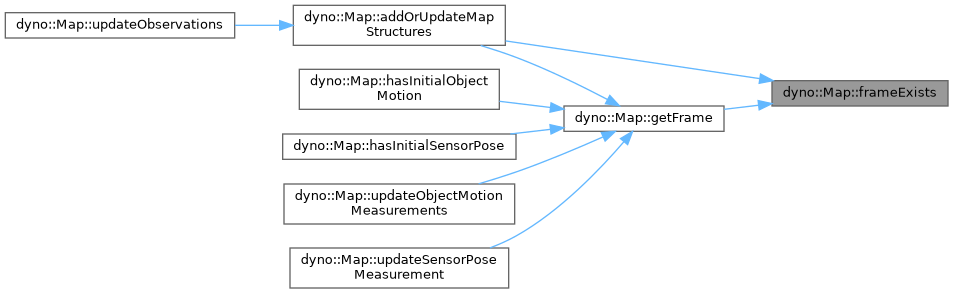 dyno::Map::updateObservations
dyno::Map::addOrUpdateMap
Structures
dyno::Map::hasInitialObject
Motion
dyno::Map::frameExists
dyno::Map::getFrame
dyno::Map::hasInitialSensorPose
dyno::Map::updateObjectMotion
Measurements
dyno::Map::updateSensorPose
Measurement